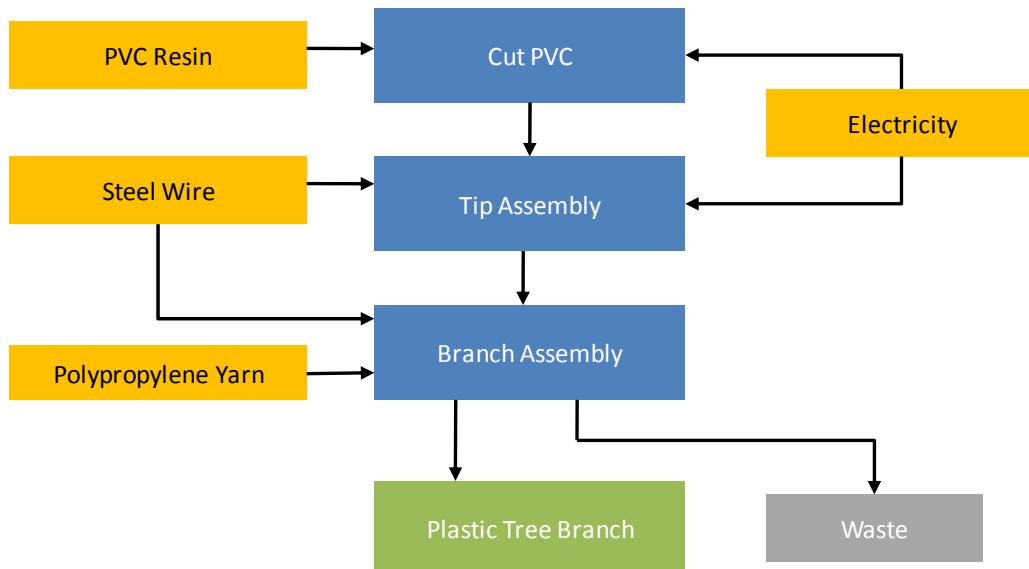 PVC Resin
Cut PVC
Electricity
Steel Wire
Tip Assembly
Branch Assembly
Polypropylene Yarn
Plastic Tree Branch
Waste